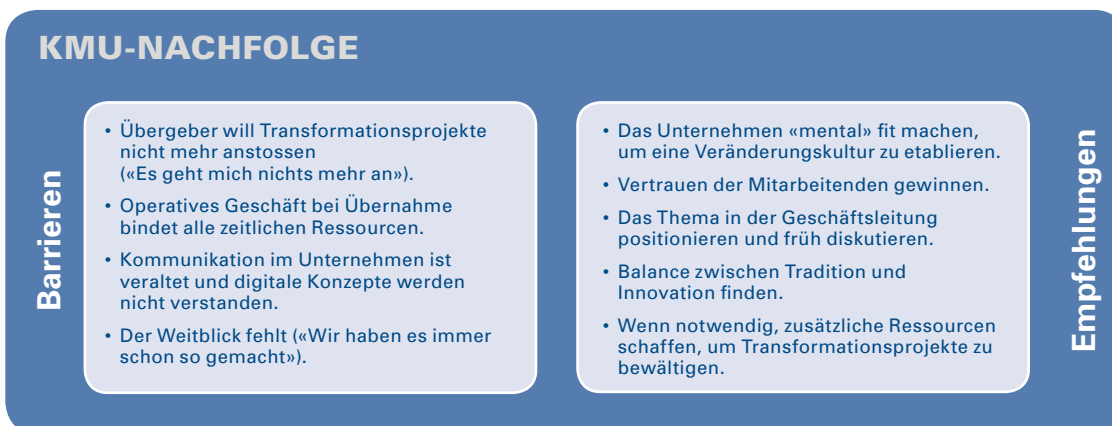 KMU-NACHFOLGE
Barrieren
• Übergeber will Transformationsprojekte
nicht mehr anstossen
(«Es geht mich nichts mehr an»).
• Operatives Geschäft bei Übernahme
bindet alle zeitlichen Ressourcen.
• Kommunikation im Unternehmen ist
veraltet und digitale Konzepte werden
nicht verstanden.
• Der Weitblick fehlt («Wir haben es immer
schon so gemacht»).
• Das Unternehmen «mental» fit machen,
um eine Veränderungskultur zu etablieren.
• Vertrauen der Mitarbeitenden gewinnen.
• Das Thema in der Geschäftsleitung
positionieren und früh diskutieren.
• Balance zwischen Tradition und
Innovation finden.
• Wenn notwendig, zusätzliche Ressourcen
schaffen, um Transformationsprojekte zu
bewältigen.
Empfehlungen